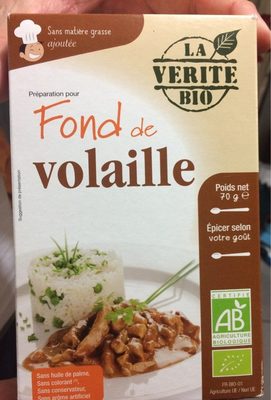 Sans matière grasse
ajoutée
LA
VERITE
BIO
Préparation pour
Fond de
volaille
Poids net
70 g e
Épicer selon
votre goût
Suggestion de présentation
CERTIFIÉ
AB
AGRICULTURE
BIOLOGIQUE
Sans huile de palme,
Sans colorant (*),
Sans conservateur,
Sans arôme artificiel
FR-BIO-01
Agriculture UE / Non UE